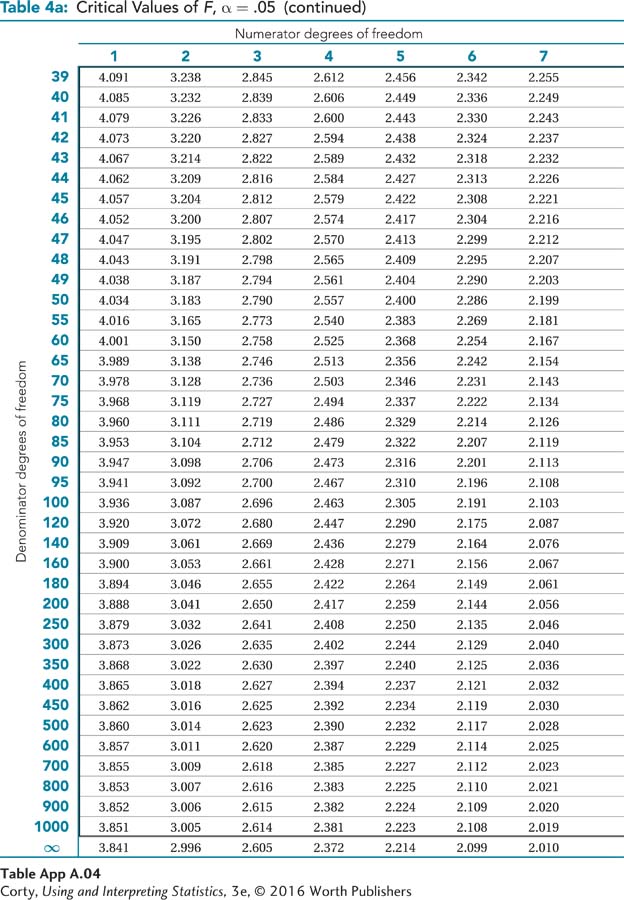 Table 4a: Critical Values of F, α = .05 (continued)
Numerator degrees of freedom
1 2 3 4 5 6 7
Denominator degrees of freedom
39 4.091 3.238 2.845 2.612 2.456 2.342 2.255
40 4.085 3.232 2.839 2.606 2.449 2.336 2.249
41 4.079 3.226 2.833 2.600 2.443 2.330 2.243
42 4.073 3.220 2.827 2.594 2.438 2.324 2.237
43 4.067 3.214 2.822 2.589 2.432 2.318 2.232
44 4.062 3.209 2.816 2.584 2.427 2.313 2.226
45 4.057 3.204 2.812 2.579 2.422 2.308 2.221
46 4.052 3.200 2.807 2.574 2.417 2.304 2.216
47 4.047 3.195 2.802 2.570 2.413 2.299 2.212
48 4.043 3.191 2.798 2.565 2.409 2.295 2.207
49 4.038 3.187 2.794 2.561 2.404 2.290 2.203
50 4.034 3.183 2.790 2.557 2.400 2.286 2.199
55 4.016 3.165 2.773 2.540 2.383 2.269 2.181
60 4.001 3.150 2.758 2.525 2.368 2.254 2.167
65 3.989 3.138 2.746 2.513 2.356 2.242 2.154
70 3.978 3.128 2.736 2.503 2.346 2.231 2.143
75 3.968 3.119 2.727 2.494 2.337 2.222 2.134
80 3.960 3.111 2.719 2.486 2.329 2.214 2.126
85 3.953 3.104 2.712 2.479 2.322 2.207 2.119
90 3.947 3.098 2.706 2.473 2.316 2.201 2.113
95 3.941 3.092 2.700 2.467 2.310 2.196 2.108
100 3.936 3.087 2.696 2.463 2.305 2.191 2.103
120 3.920 3.072 2.680 2.447 2.290 2.175 2.087
140 3.909 3.061 2.669 2.436 2.279 2.164 2.076
160 3.900 3.053 2.661 2.428 2.271 2.156 2.067
180 3.894 3.046 2.655 2.422 2.264 2.149 2.061
200 3.888 3.041 2.650 2.417 2.259 2.144 2.056
250 3.879 3.032 2.641 2.408 2.250 2.135 2.046
300 3.873 3.026 2.635 2.402 2.244 2.129 2.040
350 3.868 3.022 2.630 2.397 2.240 2.125 2.036
400 3.865 3.018 2.627 2.394 2.237 2.121 2.032
450 3.862 3.016 2.625 2.392 2.234 2.119 2.030
500 3.860 3.014 2.623 2.390 2.232 2.117 2.028
600 3.857 3.011 2.620 2.387 2.229 2.114 2.025
700 3.855 3.009 2.618 2.385 2.227 2.112 2.023
800 3.853 3.007 2.616 2.383 2.225 2.110 2.021
900 3.852 3.006 2.615 2.382 2.224 2.109 2.020
1000 3.851 3.005 2.614 2.381 2.223 2.108 2.019
∞ 3.841 2.996 2.605 2.372 2.214 2.099 2.010
Table App A.04
Corty, Using and Interpreting Statistics, 3e, © 2016 Worth Publishers